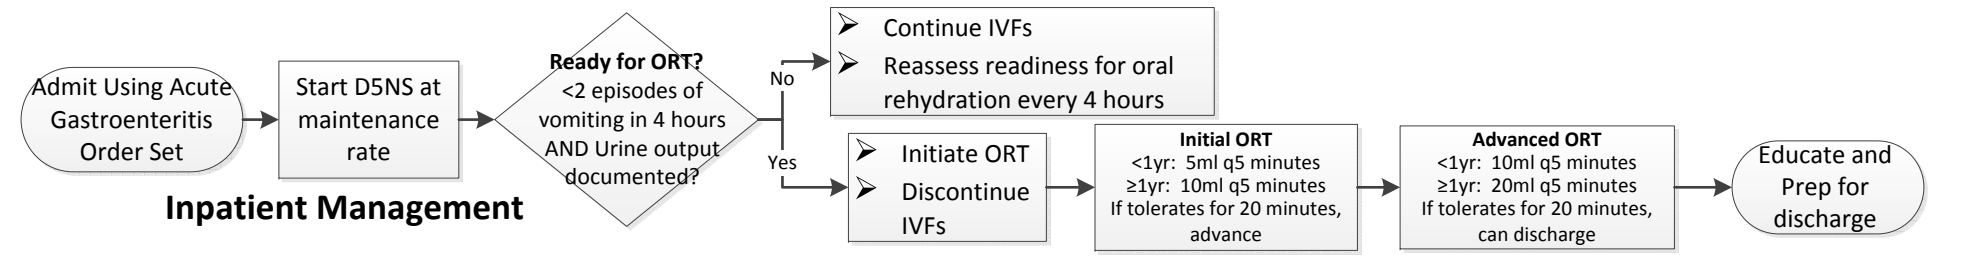 Admit Using Acute
Gastroenteritis
Order Set
Start D5NS at
maintenance
rate
Inpatient Management
Ready for ORT?
<2 episodes of
vomiting in 4 hours
AND Urine output
documented?
No
➢ Continue IVFs
➢ Reassess readiness for oral
rehydration every 4 hours
Yes
➢ Initiate ORT
➢ Discontinue
IVFs
Initial ORT
<1yr: 5ml q5 minutes
≥1yr: 10ml q5 minutes
If tolerates for 20 minutes,
advance
Advanced ORT
<1yr: 10ml q5 minutes
≥1yr: 20ml q5 minutes
If tolerates for 20 minutes,
can discharge
Educate and
Prep for
discharge